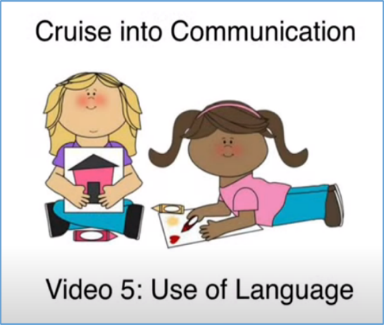 Cruise into Communication
Video 5: Use of Language